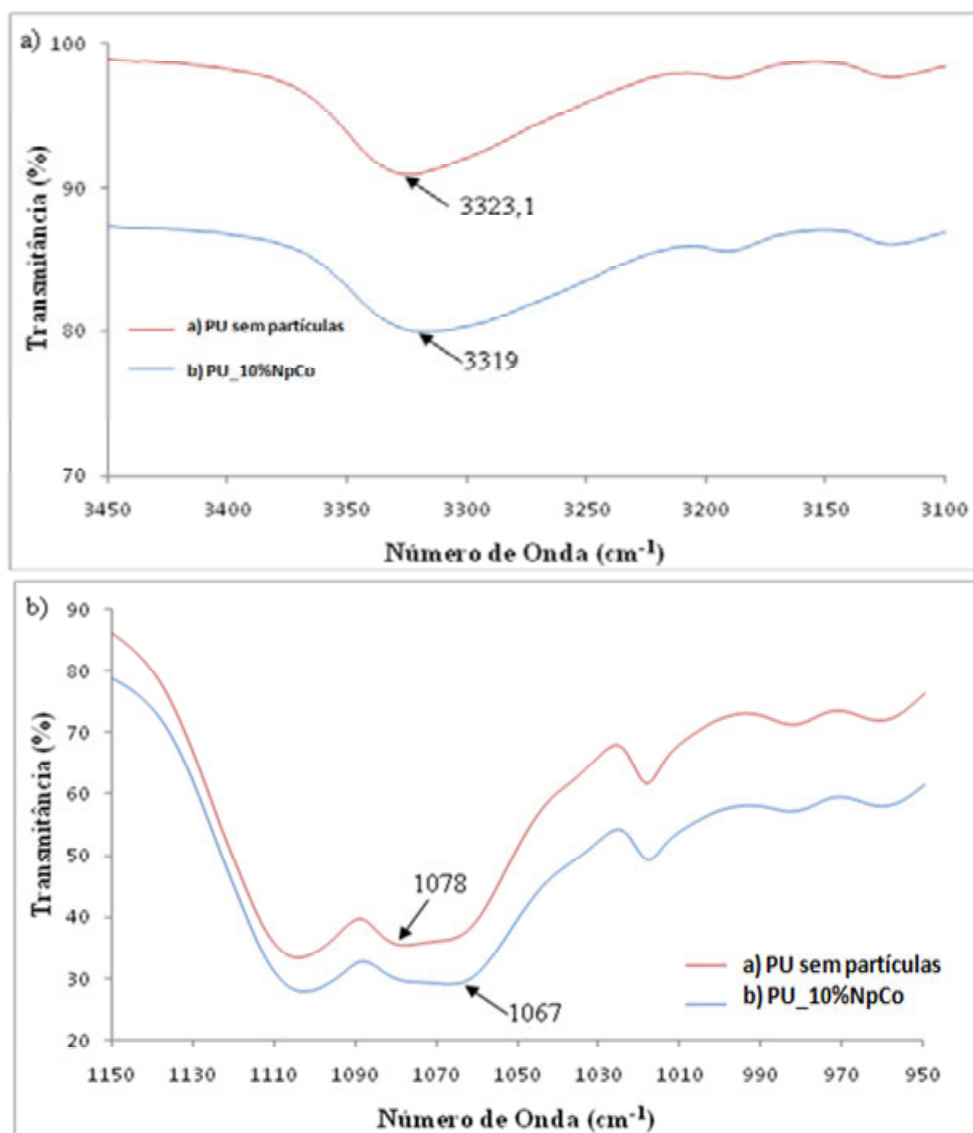 a)
100
90
80
70
Transmitância (%)
3323,1
3319
a) PU sem partículas
b) PU_10%NpCo
3450 3400 3350 3300 3250 3200 3150 3100
Número de Onda (cm⁻¹)
b)
90
80
70
60
50
40
30
20
Transmitância (%)
1078
1067
a) PU sem partículas
b) PU_10%NpCo
1150 1130 1110 1090 1070 1050 1030 1010 990 970 950
Número de Onda (cm⁻¹)